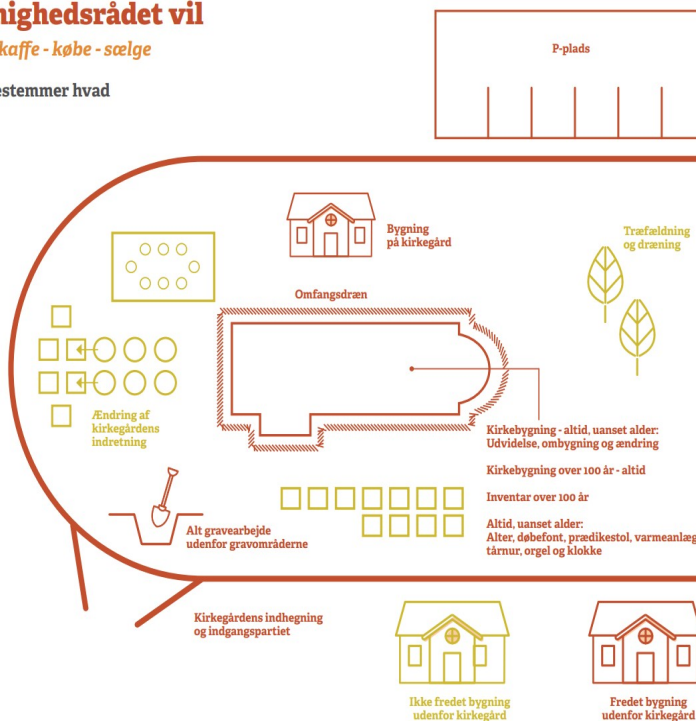 nighedsrådet vil
kaffe - købe - sælge
estemmer hvad
P-plads
Bygning
på kirkegård
Træfældning
og dræning
Omfangsdræn
Ændring af
kirkegårdens
indretning
Kirkebygning - altid, uanset alder:
Udvidelse, ombygning og ændring
Kirkebygning over 100 år - altid
Inventar over 100 år
Altid, uanset alder:
Alter, døbefont, prædikestol, varmeanlæg
tårnur, orgel og klokke
Alt gravearbejde
udenfor gravområderne
Kirkegårdens indhegning
og indgangspartiet
Ikke fredet bygning
udenfor kirkegård
Fredet bygning
udenfor kirkegård